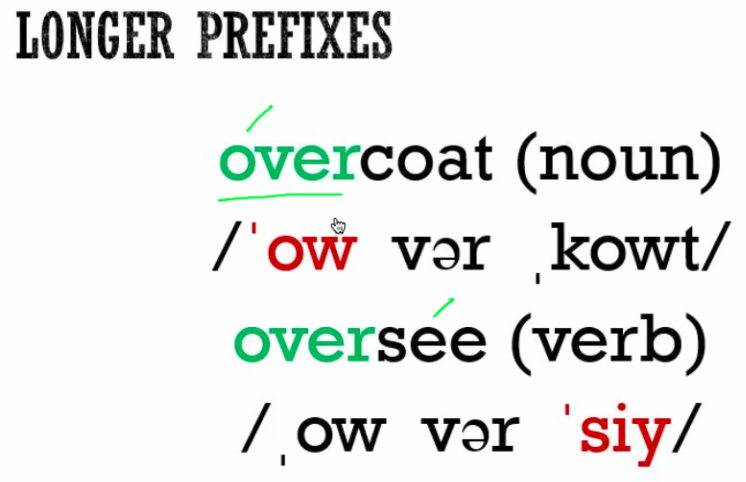 LONGER PREFIXES
overcoat (noun)
/ˈow vər ˌkowt/
oversee (verb)
/ˌow vər ˈsiy/